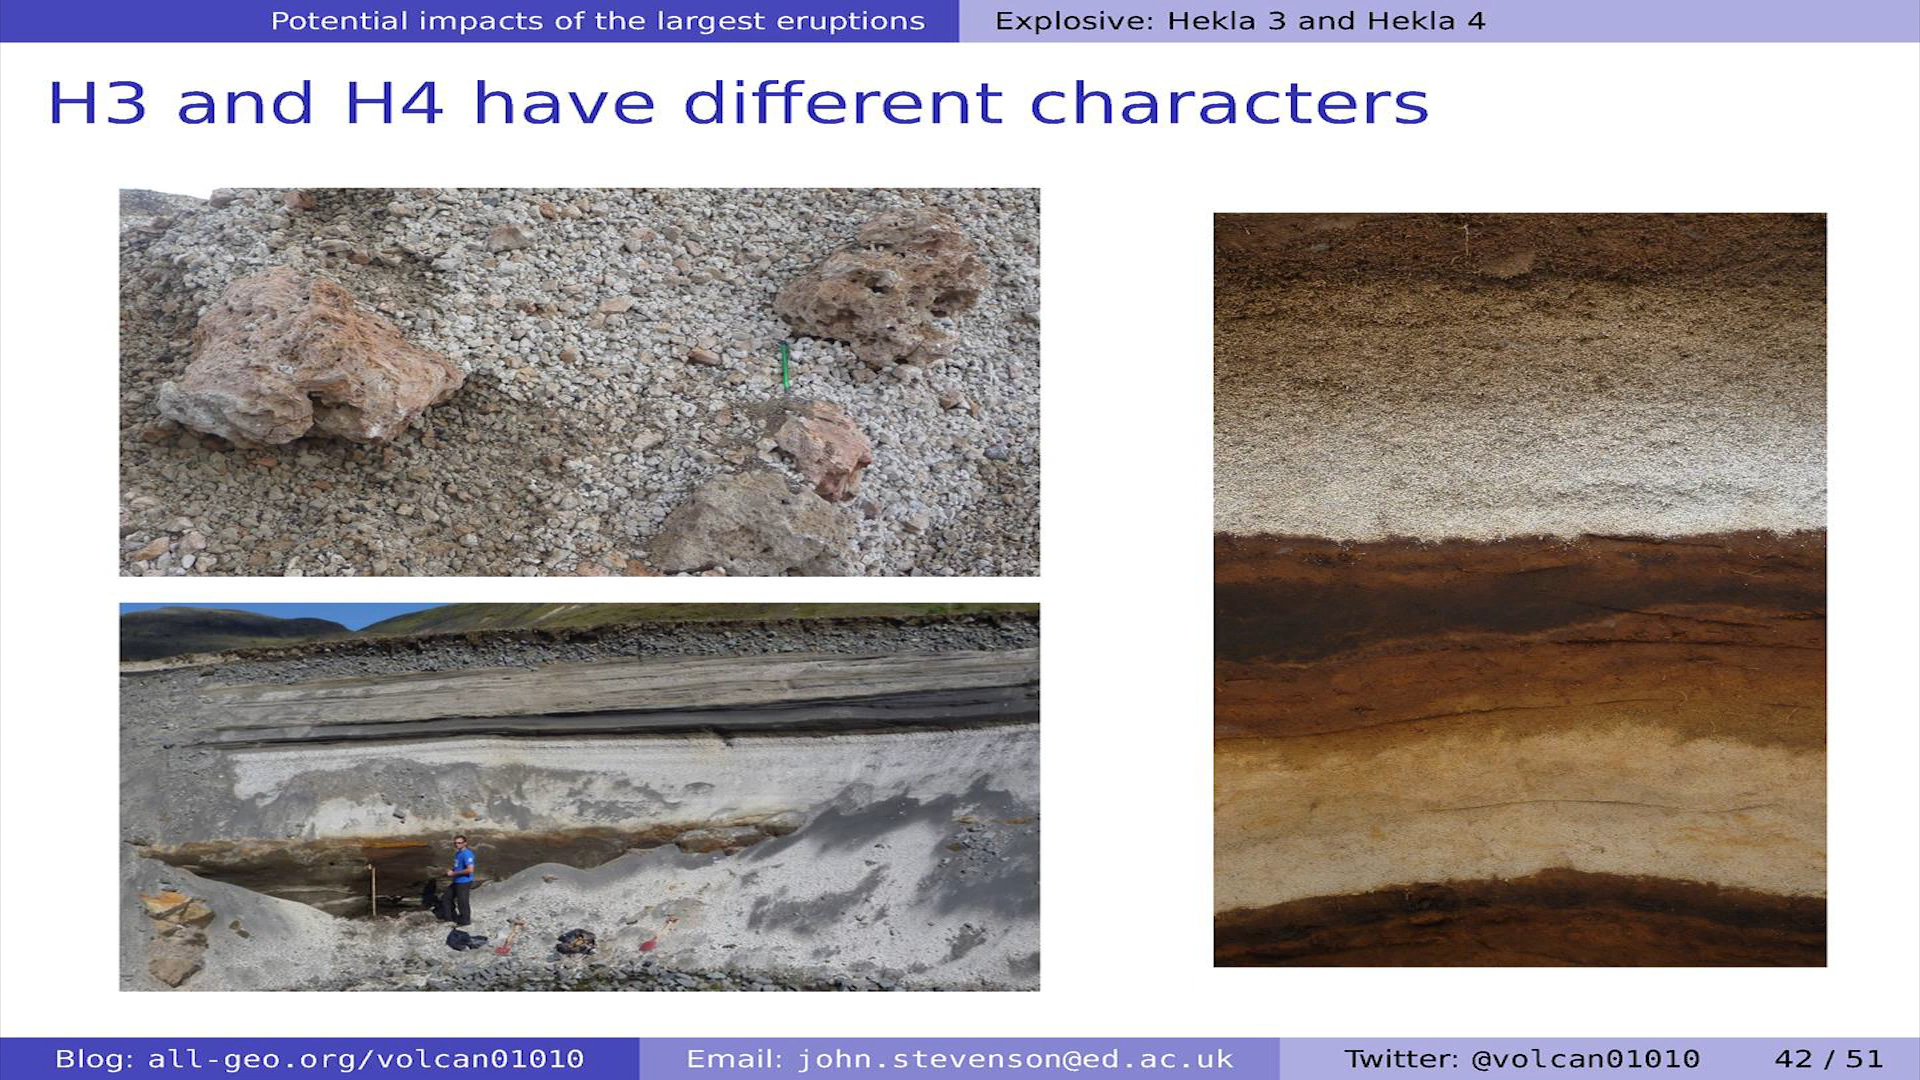 Potential impacts of the largest eruptions
Explosive: Hekla 3 and Hekla 4
H3 and H4 have different characters
Blog: all-geo.org/volcan01010
Email: john.stevenson@ed.ac.uk
Twitter: @volcan01010
42 / 51